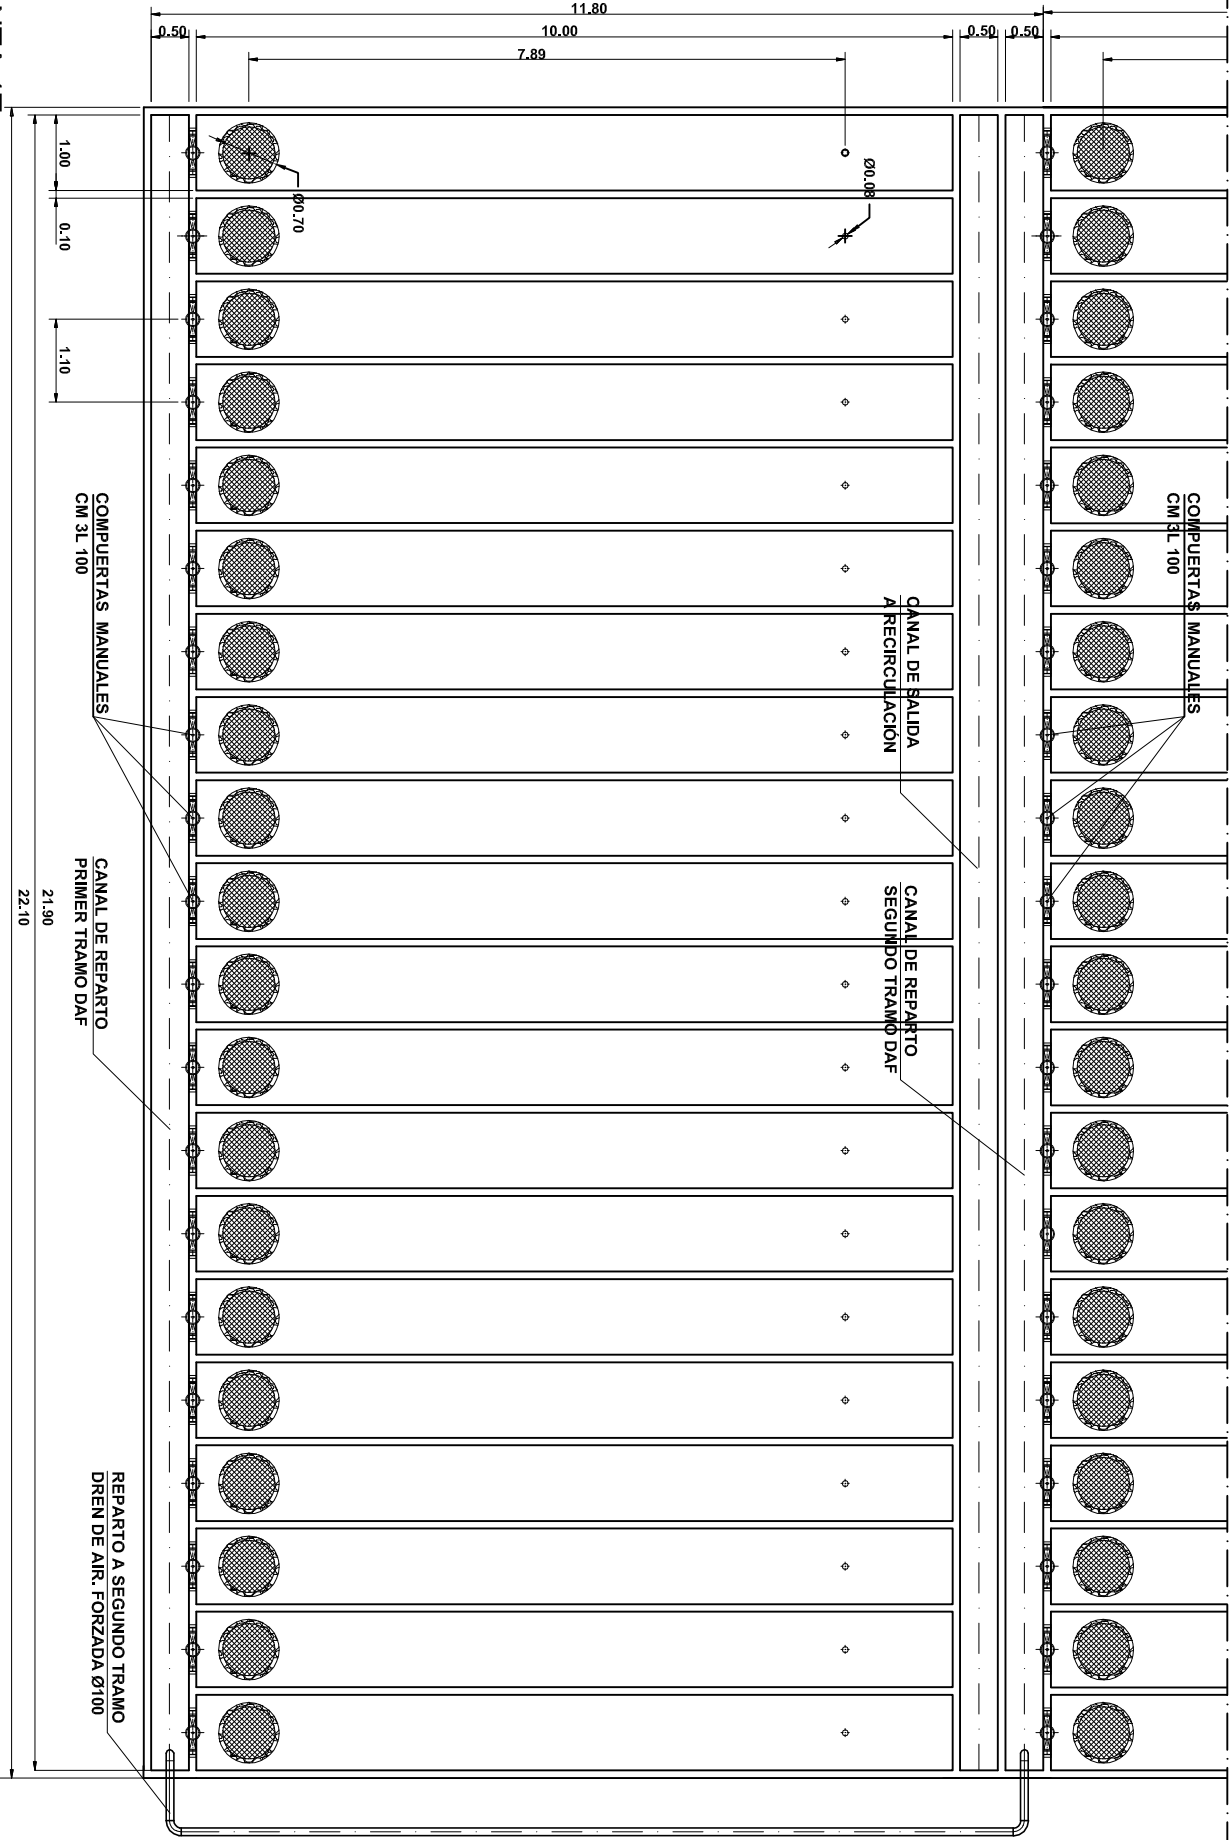 11.80
0.50
10.00
0.50
0.50
7.89
1.00
0.10
1.10
Ø0.70
Ø0.08
COMPUERTAS MANUALES
CM 3L 100
COMPUERTAS MANUALES
CM 3L 100
CANAL DE SALIDA
A RECIRCULACIÓN
CANAL DE REPARTO
SEGUNDO TRAMO DAF
CANAL DE REPARTO
PRIMER TRAMO DAF
21.90
22.10
REPARTO A SEGUNDO TRAMO
DREN DE AIR. FORZADA Ø100